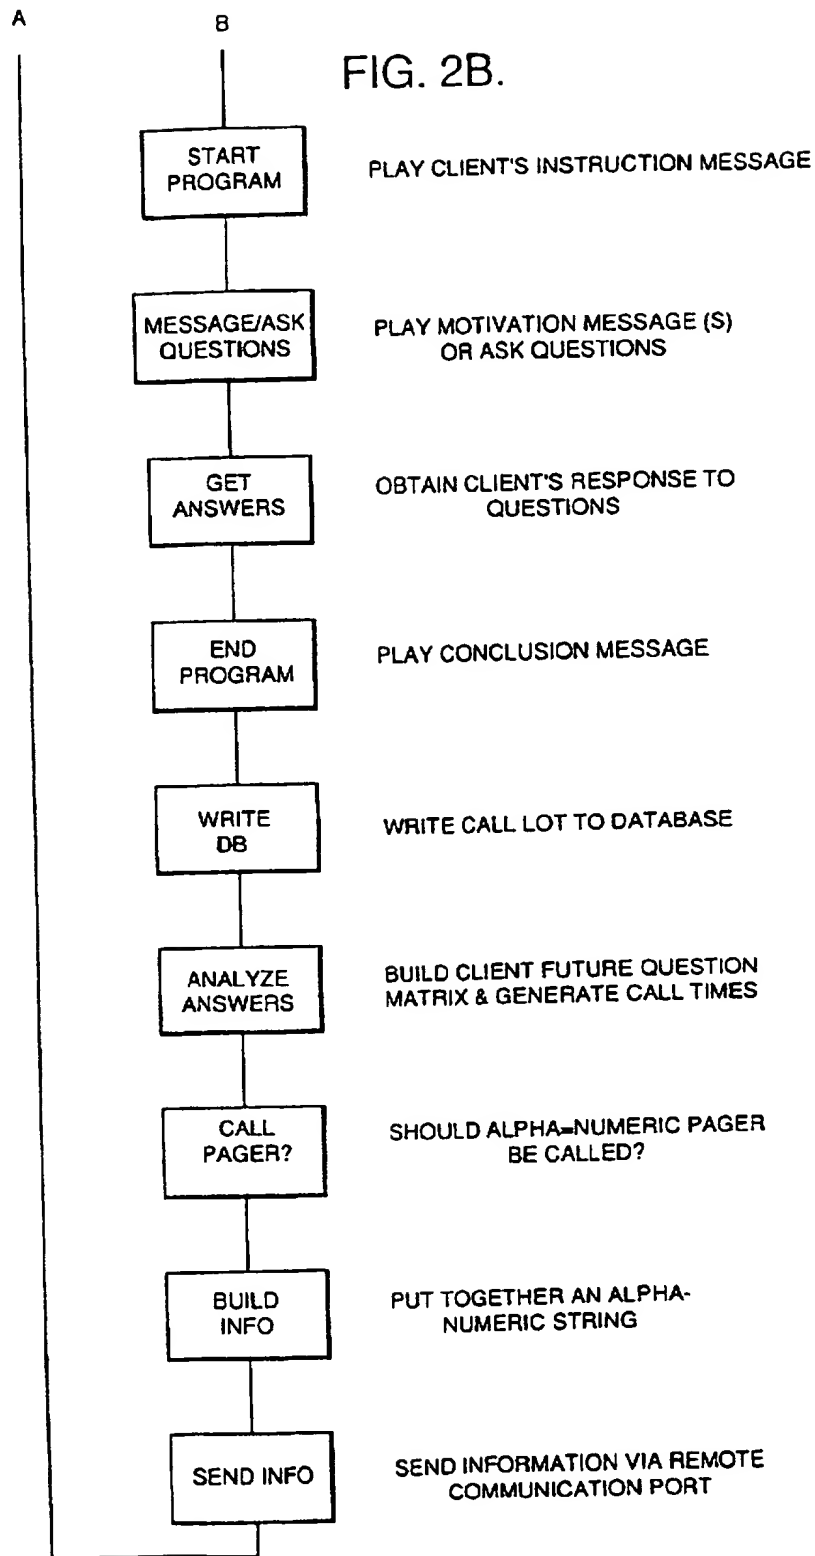 A
B
FIG. 2B.
START
PROGRAM
PLAY CLIENT'S INSTRUCTION MESSAGE
MESSAGE/ASK
QUESTIONS
PLAY MOTIVATION MESSAGE (S)
OR ASK QUESTIONS
GET
ANSWERS
OBTAIN CLIENT'S RESPONSE TO
QUESTIONS
END
PROGRAM
PLAY CONCLUSION MESSAGE
WRITE
DB
WRITE CALL LOT TO DATABASE
ANALYZE
ANSWERS
BUILD CLIENT FUTURE QUESTION
MATRIX & GENERATE CALL TIMES
CALL
PAGER?
SHOULD ALPHA=NUMERIC PAGER
BE CALLED?
BUILD
INFO
PUT TOGETHER AN ALPHA-
NUMERIC STRING
SEND INFO
SEND INFORMATION VIA REMOTE
COMMUNICATION PORT